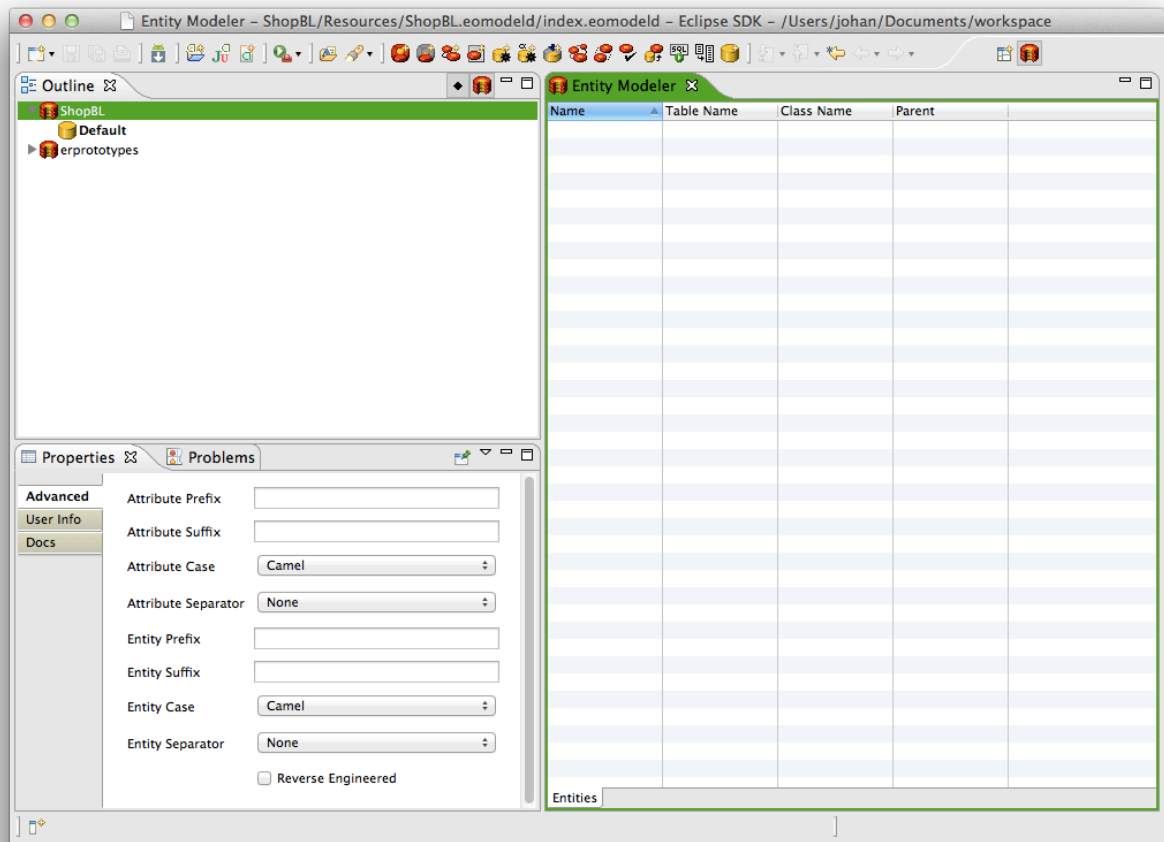 Entity Modeler – ShopBL/Resources/ShopBL.eomodeld/index.eomodeld – Eclipse SDK – /Users/johan/Documents/workspace
SQL
Outline
ShopBL
Default
erprototypes
Entity Modeler
Name Table Name Class Name Parent
Entities
Properties Problems
Advanced
User Info
Docs
Attribute Prefix
Attribute Suffix
Attribute Case Camel
Attribute Separator None
Entity Prefix
Entity Suffix
Entity Case Camel
Entity Separator None
Reverse Engineered